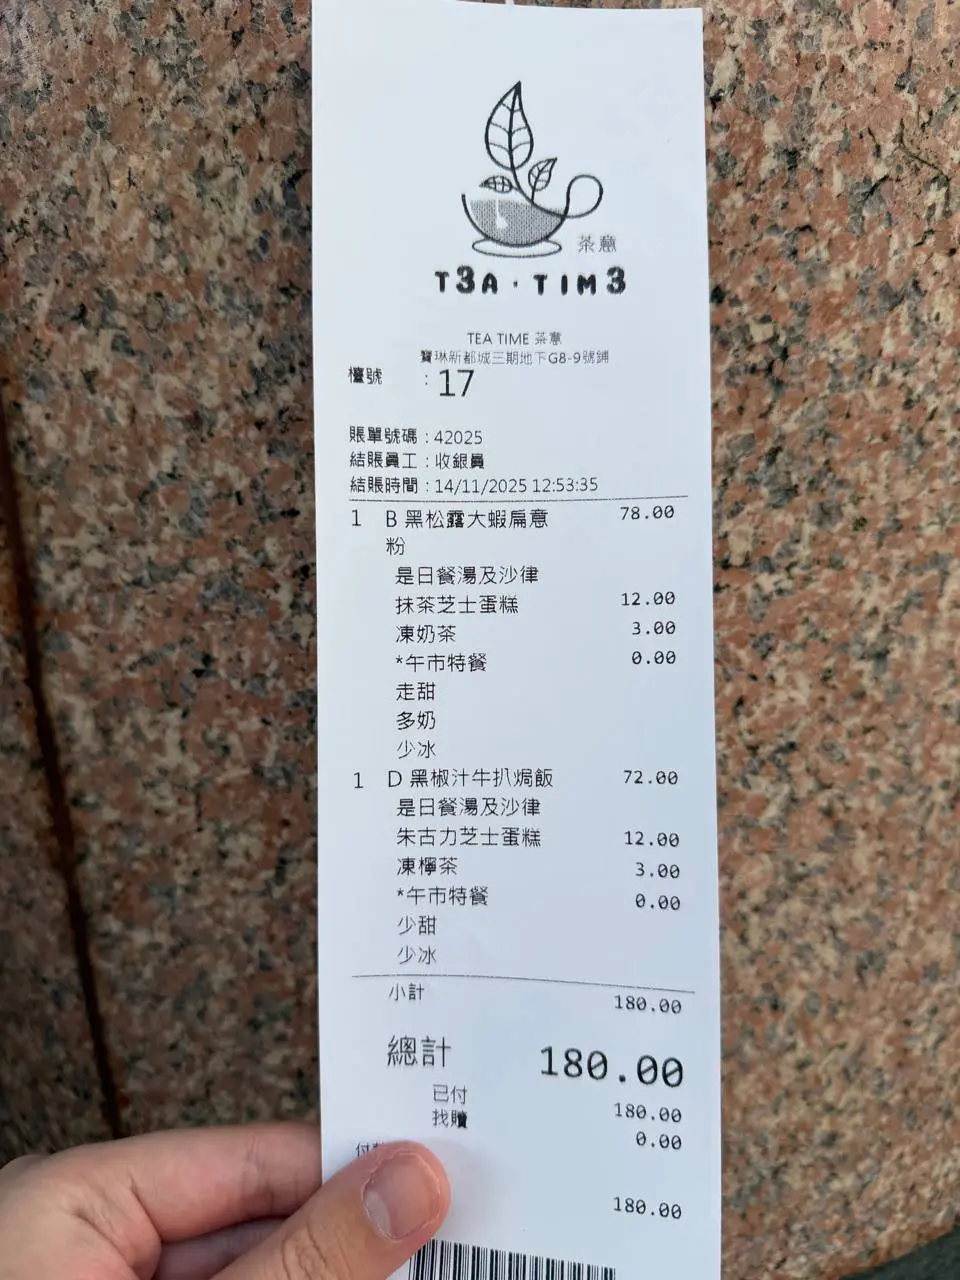 茶意
T3A·TIM3
TEA TIME 茶意
寶琳新都城三期地下G8-9號鋪
檯號 : 17
賬單號碼 : 42025
結賬員工 : 收銀員
結賬時間 : 14/11/2025 12:53:35
1 B 黑松露大蝦扁意 78.00
粉
是日餐湯及沙律
抹茶芝士蛋糕 12.00
凍奶茶 3.00
*午市特餐 0.00
走甜
多奶
少冰
1 D 黑椒汁牛扒焗飯 72.00
是日餐湯及沙律
朱古力芝士蛋糕 12.00
凍檸茶 3.00
*午市特餐 0.00
少甜
少冰
小計 180.00
總計 180.00
已付 180.00
找贖 0.00
付
180.00